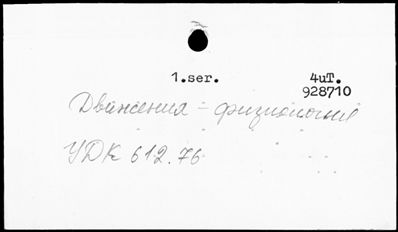 1.ser. 4uT.
928710
Движения - физиология
УДК 612.76